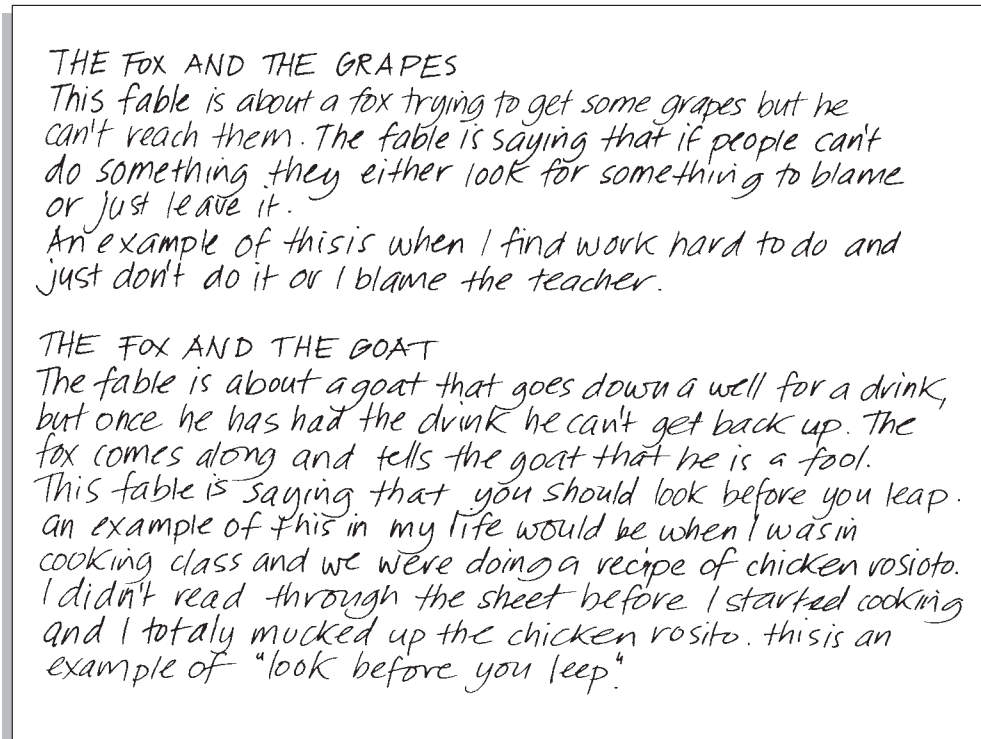 THE FOX AND THE GRAPES
This fable is about a fox trying to get some grapes but he
can't reach them. The fable is saying that if people can't
do something they either look for something to blame
or just leave it.
An example of this is when I find work hard to do and
just don't do it or I blame the teacher.
THE FOX AND THE GOAT
The fable is about a goat that goes down a well for a drink,
but once he has had the drink he can't get back up. The
fox comes along and tells the goat that he is a fool.
This fable is saying that you should look before you leap.
an example of this in my life would be when I was in
cooking class and we were doing a recipe of chicken rosioto.
I didn't read through the sheet before I started cooking
and I totaly mucked up the chicken rosito. this is an
example of "look before you leep".